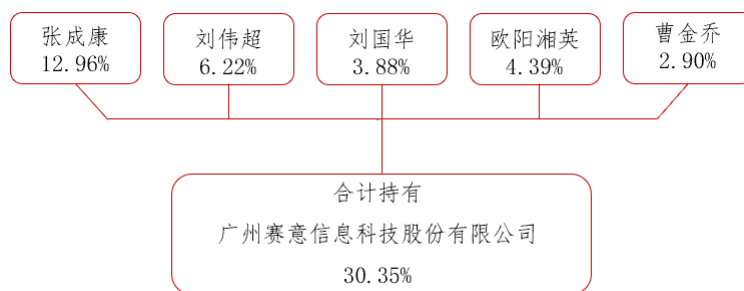 张成康
12.96%
刘伟超
6.22%
刘国华
3.88%
欧阳湘英
4.39%
曹金乔
2.90%
合计持有
广州赛意信息科技股份有限公司
30.35%